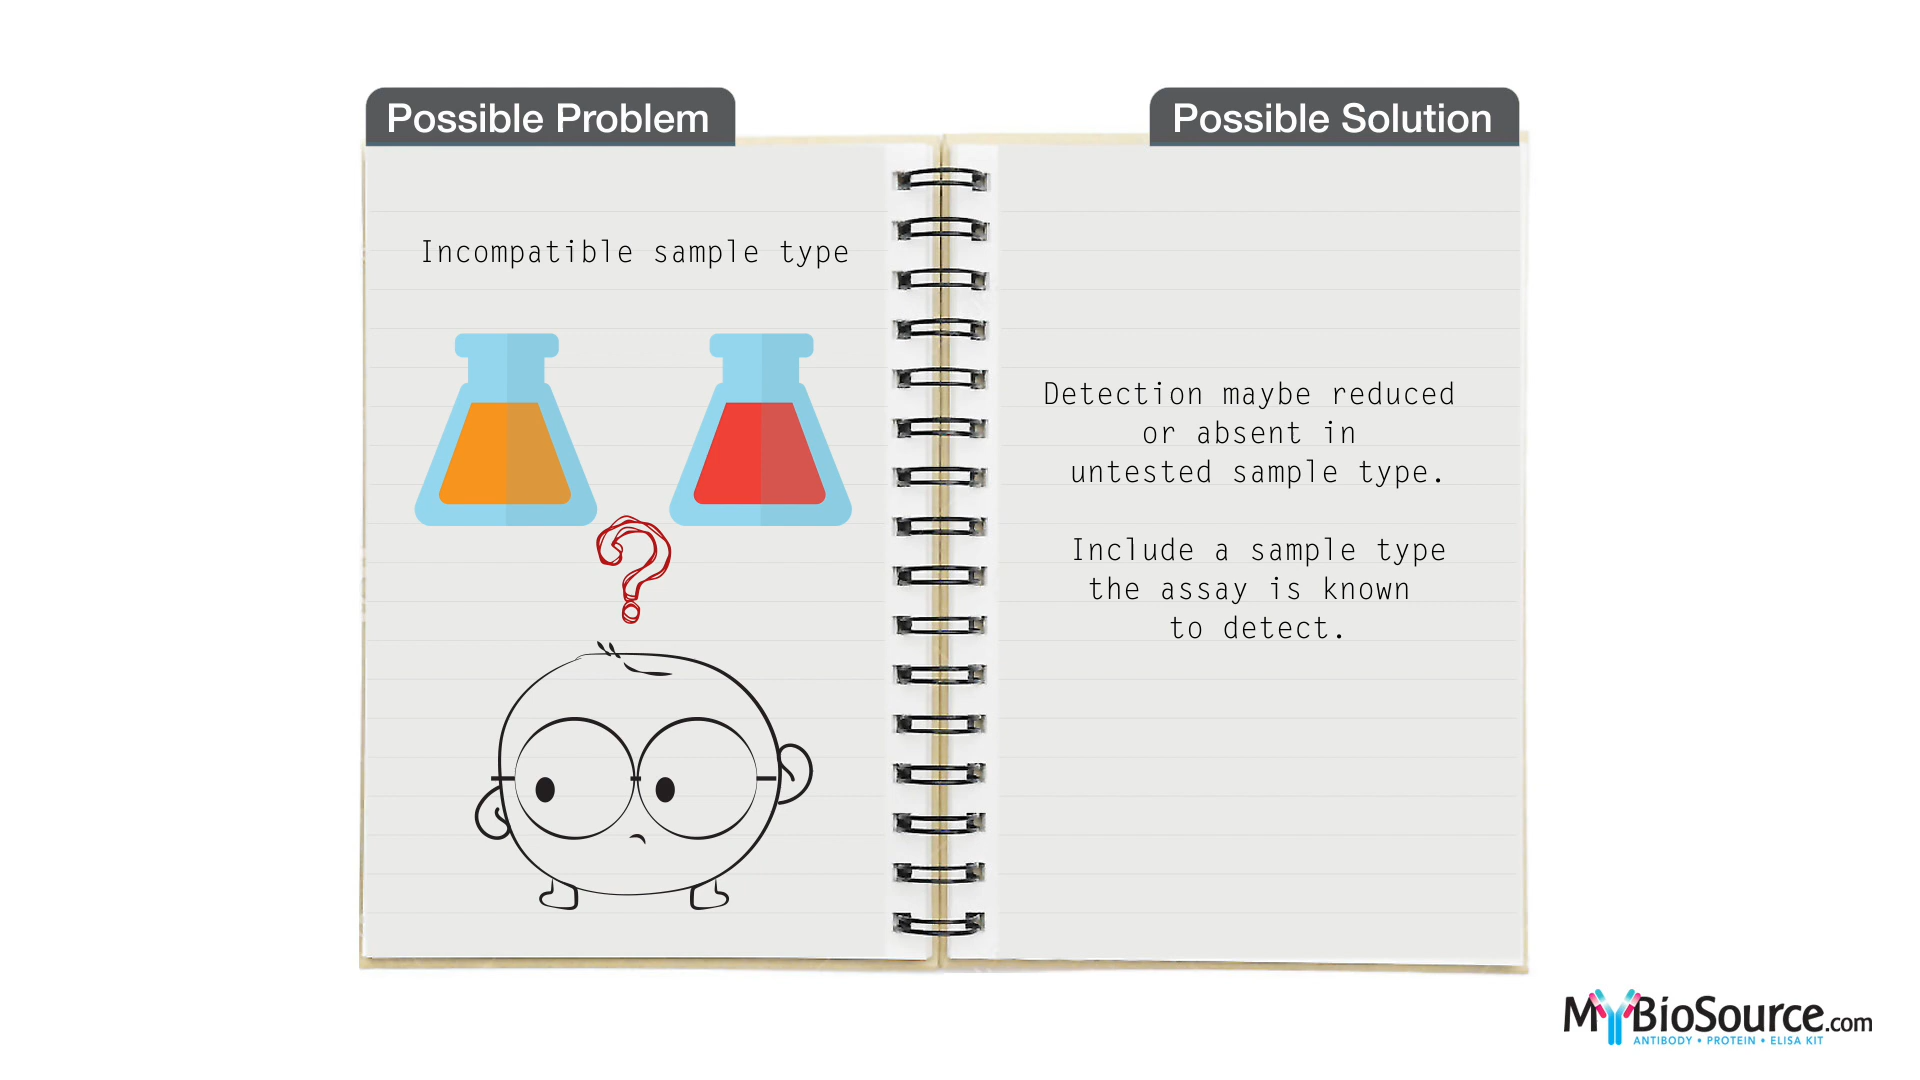 Possible Problem
Possible Solution
Incompatible sample type
?
Detection maybe reduced
or absent in
untested sample type.
Include a sample type
the assay is known
to detect.
MYBioSource.com
ANTIBODY • PROTEIN • ELISA KIT